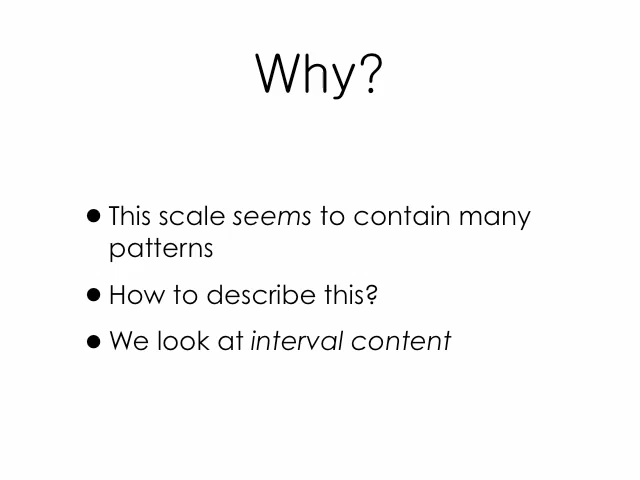 Why?
• This scale seems to contain many
patterns
• How to describe this?
• We look at interval content